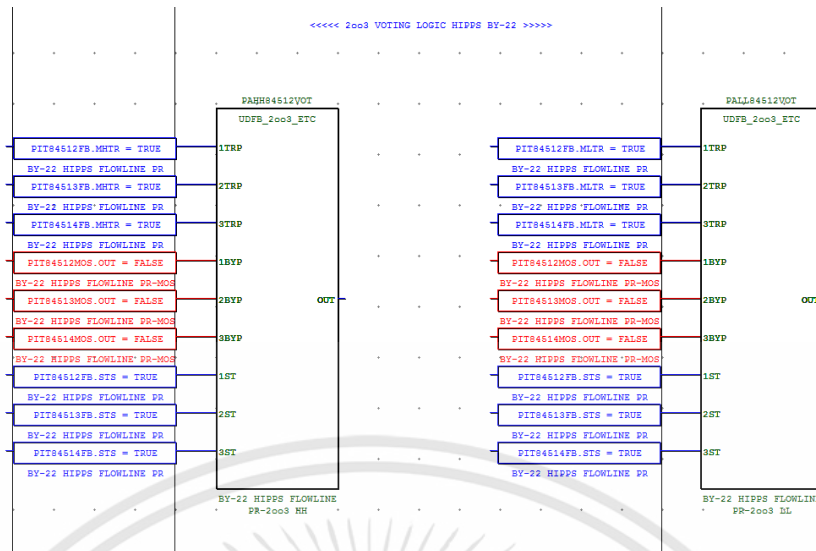 <<<<< 2oo3 VOTING LOGIC HIPPS BY-22 >>>>>
PAHH84512VOT
UDFB_2oo3_ETC
PIT84512FB.MHTR = TRUE
1TRP
BY-22 HIPPS FLOWLINE PR
PIT84513FB.MHTR = TRUE
2TRP
BY-22 HIPPS FLOWLINE PR
PIT84514FB.MHTR = TRUE
3TRP
BY-22 HIPPS FLOWLINE PR
PIT84512MOS.OUT = FALSE
1BYP
BY-22 HIPPS FLOWLINE PR-MOS
PIT84513MOS.OUT = FALSE
2BYP
OUT
BY-22 HIPPS FLOWLINE PR-MOS
PIT84514MOS.OUT = FALSE
3BYP
BY-22 HIPPS FLOWLINE PR-MOS
PIT84512FB.STS = TRUE
1ST
BY-22 HIPPS FLOWLINE PR
PIT84513FB.STS = TRUE
2ST
BY-22 HIPPS FLOWLINE PR
PIT84514FB.STS = TRUE
3ST
BY-22 HIPPS FLOWLINE PR
BY-22 HIPPS FLOWLINE
PR-2oo3 HH
PALL84512VOT
UDFB_2oo3_ETC
PIT84512FB.MLTR = TRUE
1TRP
BY-22 HIPPS FLOWLINE PR
PIT84513FB.MLTR = TRUE
2TRP
BY-22 HIPPS FLOWLINE PR
PIT84514FB.MLTR = TRUE
3TRP
BY-22 HIPPS FLOWLINE PR
PIT84512MOS.OUT = FALSE
1BYP
BY-22 HIPPS FLOWLINE PR-MOS
PIT84513MOS.OUT = FALSE
2BYP
OUT
BY-22 HIPPS FLOWLINE PR-MOS
PIT84514MOS.OUT = FALSE
3BYP
BY-22 HIPPS FLOWLINE PR-MOS
PIT84512FB.STS = TRUE
1ST
BY-22 HIPPS FLOWLINE PR
PIT84513FB.STS = TRUE
2ST
BY-22 HIPPS FLOWLINE PR
PIT84514FB.STS = TRUE
3ST
BY-22 HIPPS FLOWLINE PR
BY-22 HIPPS FLOWLINE
PR-2oo3 LL